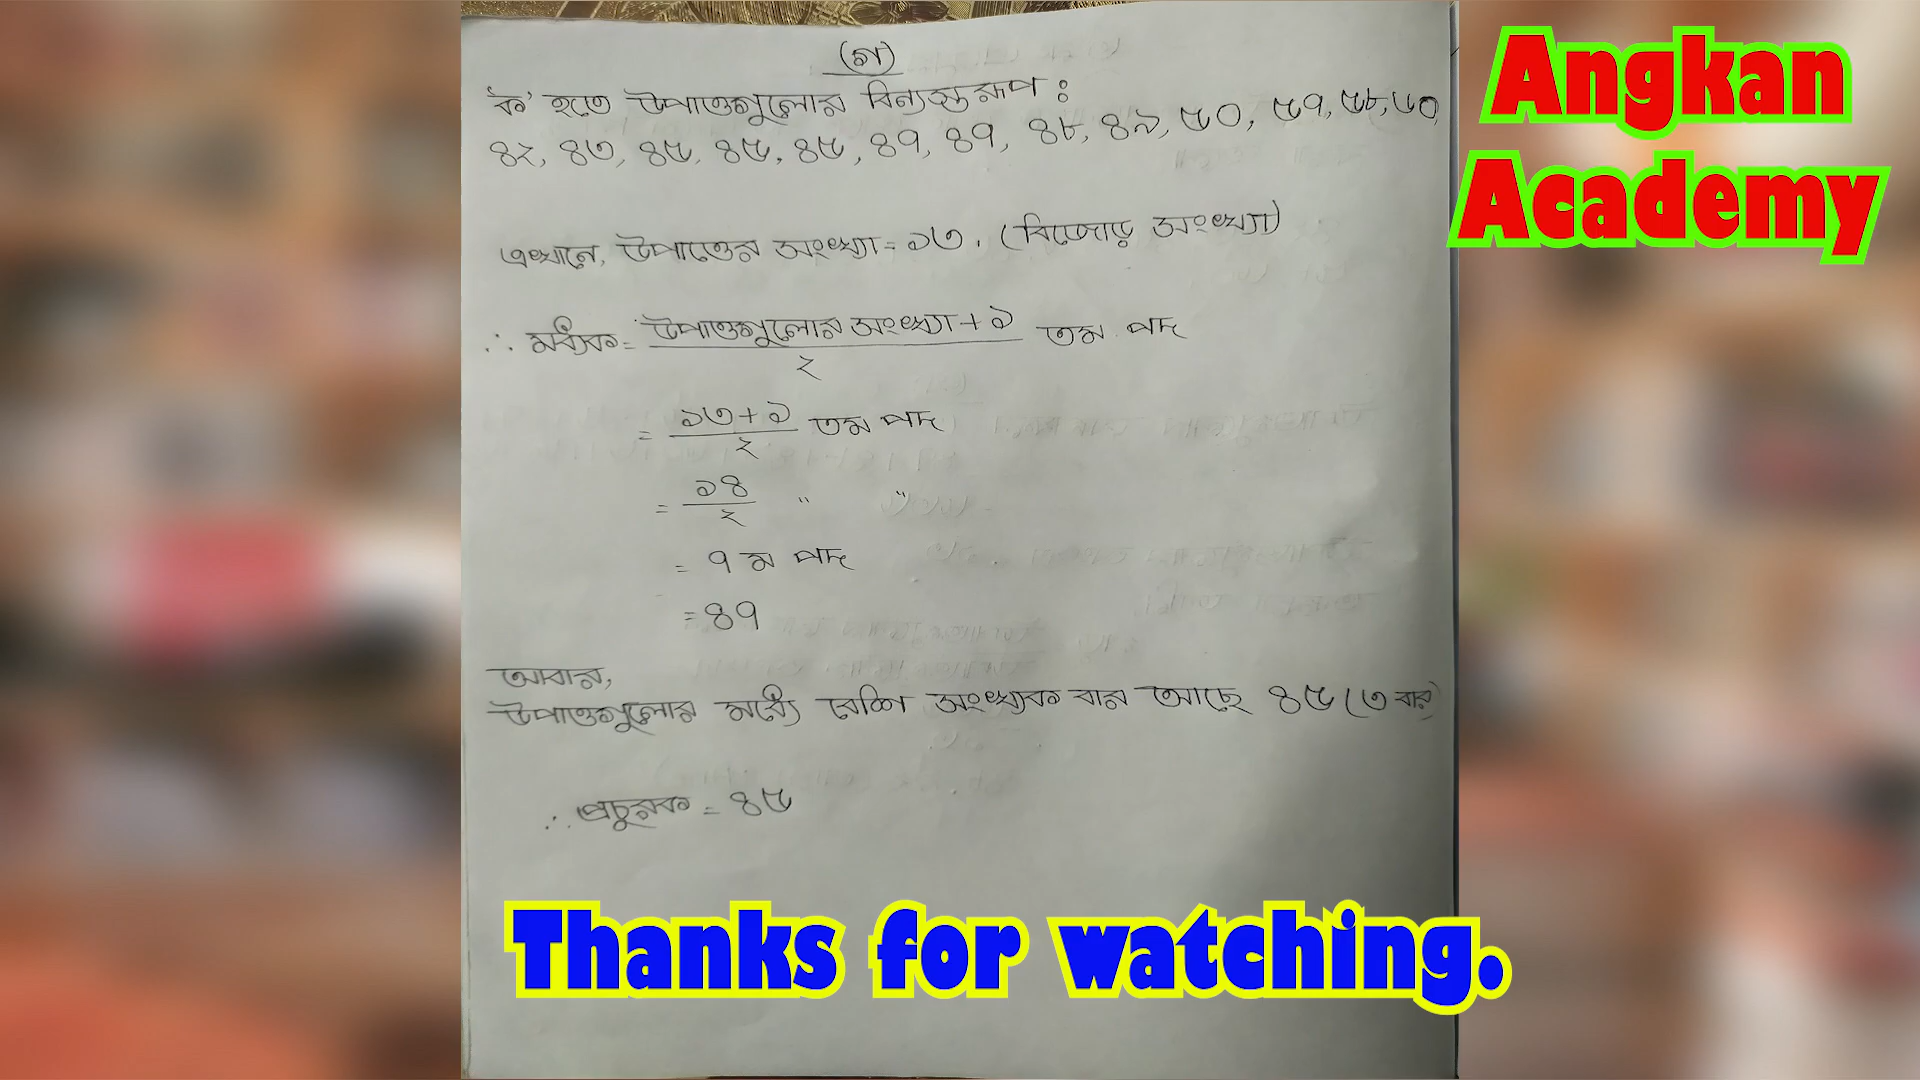 (গ)
'ক' হতে উপাত্তগুলোর বিন্যস্তরূপ :
৪২, ৪৩, ৪৫, ৪৫, ৪৫, ৪৭, ৪৭, ৪৮, ৪৯, ৫০, ৫৭, ৫৮, ৬০
এখানে, উপাত্তের সংখ্যা = ১৩, (বিজোড় সংখ্যা)
∴ মধ্যক = উপাত্তগুলোর সংখ্যা + ১ / ২ তম পদ
= ১৩ + ১ / ২ তম পদ
= ১৪ / ২ " "
= ৭ ম পদ
= ৪৭
আবার,
উপাত্তগুলোর মধ্যে বেশি সংখ্যক বার আছে ৪৫ (৩ বার)
∴ প্রচুরক = ৪৫
Angkan
Academy
Thanks for watching.